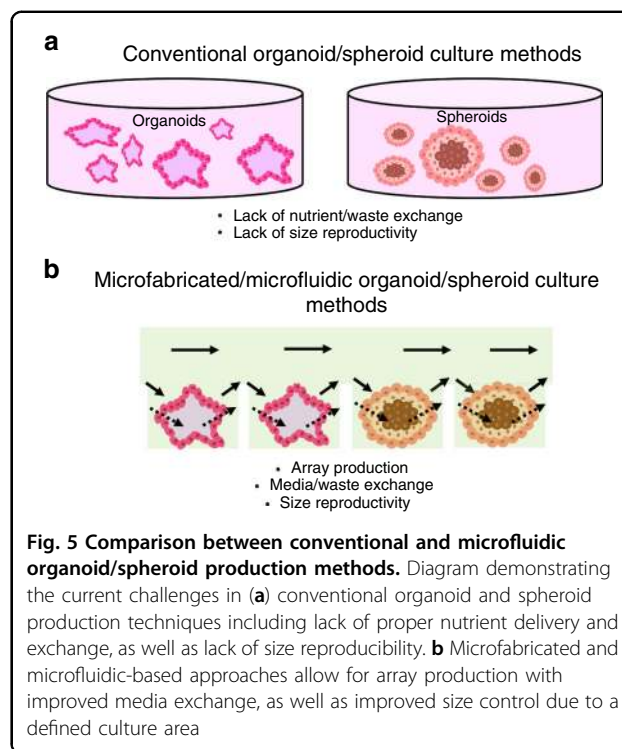 a
Conventional organoid/spheroid culture methods
Organoids
Spheroids
• Lack of nutrient/waste exchange
• Lack of size reproductivity
b
Microfabricated/microfluidic organoid/spheroid culture
methods
• Array production
• Media/waste exchange
• Size reproductivity
Fig. 5 Comparison between conventional and microfluidic
organoid/spheroid production methods. Diagram demonstrating
the current challenges in (a) conventional organoid and spheroid
production techniques including lack of proper nutrient delivery and
exchange, as well as lack of size reproducibility. b Microfabricated and
microfluidic-based approaches allow for array production with
improved media exchange, as well as improved size control due to a
defined culture area